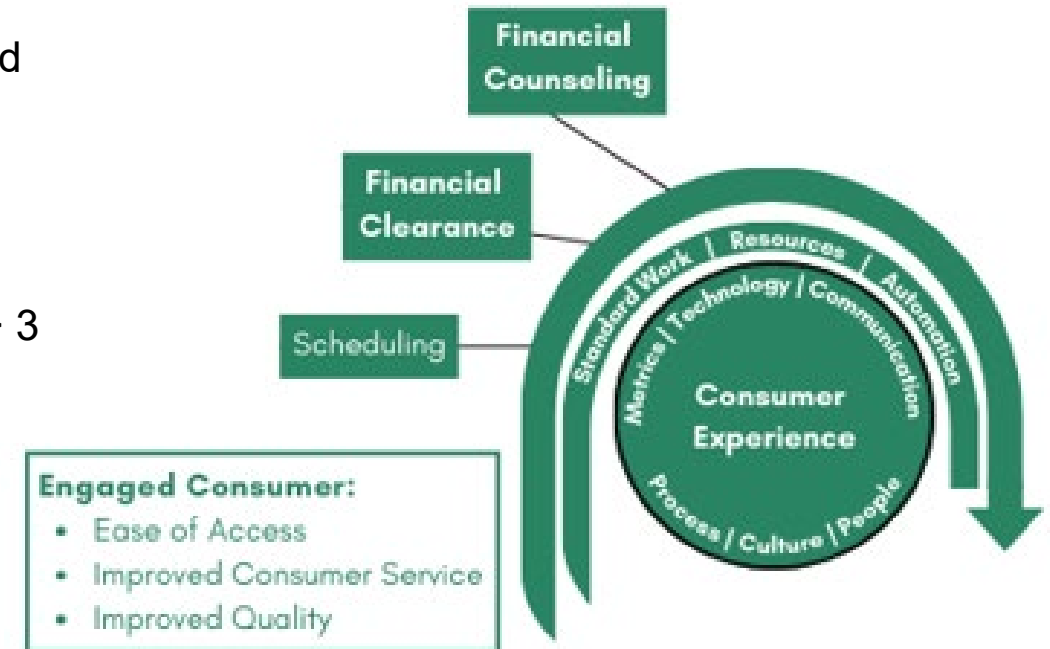 d
Financial
Counseling
Financial
Clearance
3
Scheduling
Standard Work | Resources | Automation
Metrics | Technology / Communication
Consumer
Experience
Process / Culture / People
Engaged Consumer:
• Ease of Access
• Improved Consumer Service
• Improved Quality